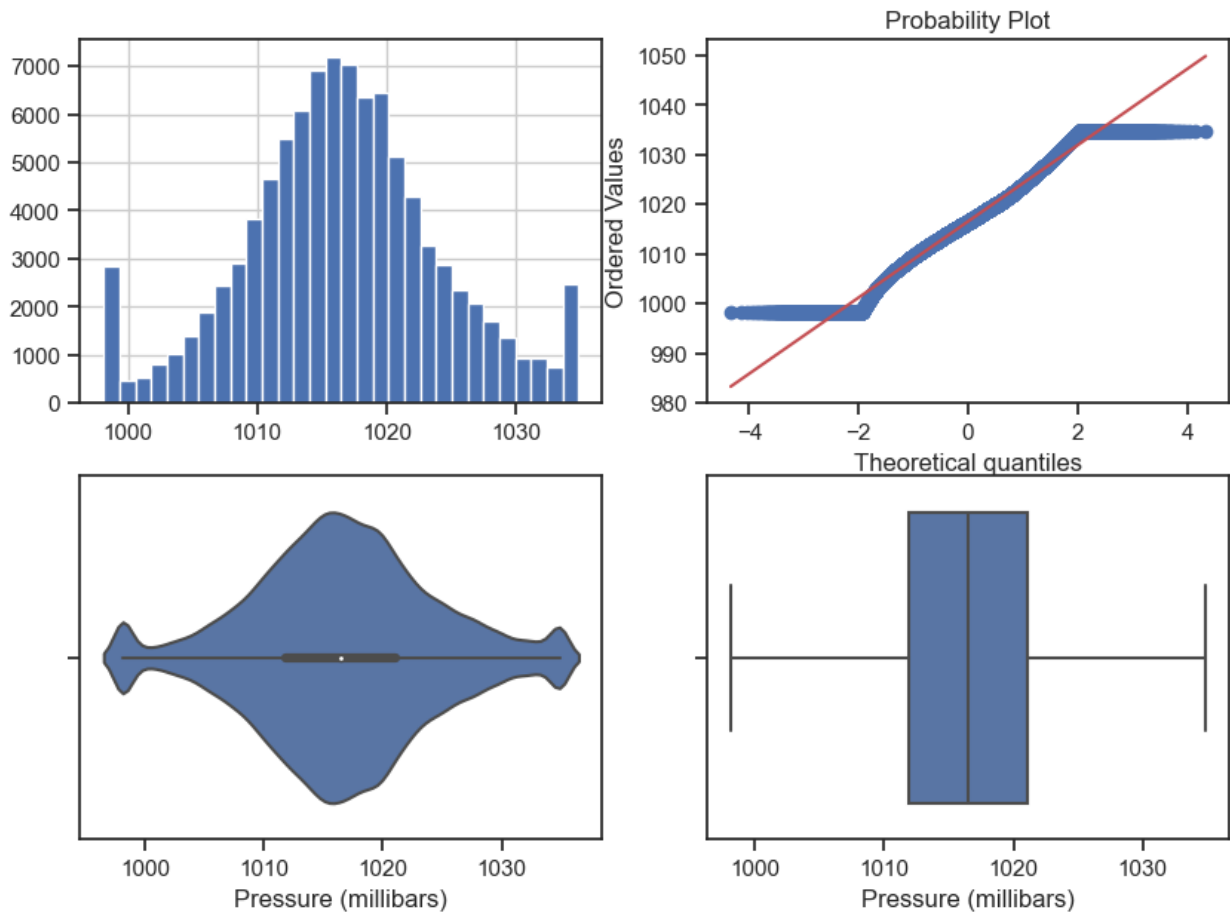 7000
6000
5000
4000
3000
2000
1000
0
1000 1010 1020 1030
Probability Plot
1050
1040
1030
1020
1010
1000
990
980
Ordered Values
−4 −2 0 2 4
Theoretical quantiles
1000 1010 1020 1030
Pressure (millibars)
1000 1010 1020 1030
Pressure (millibars)